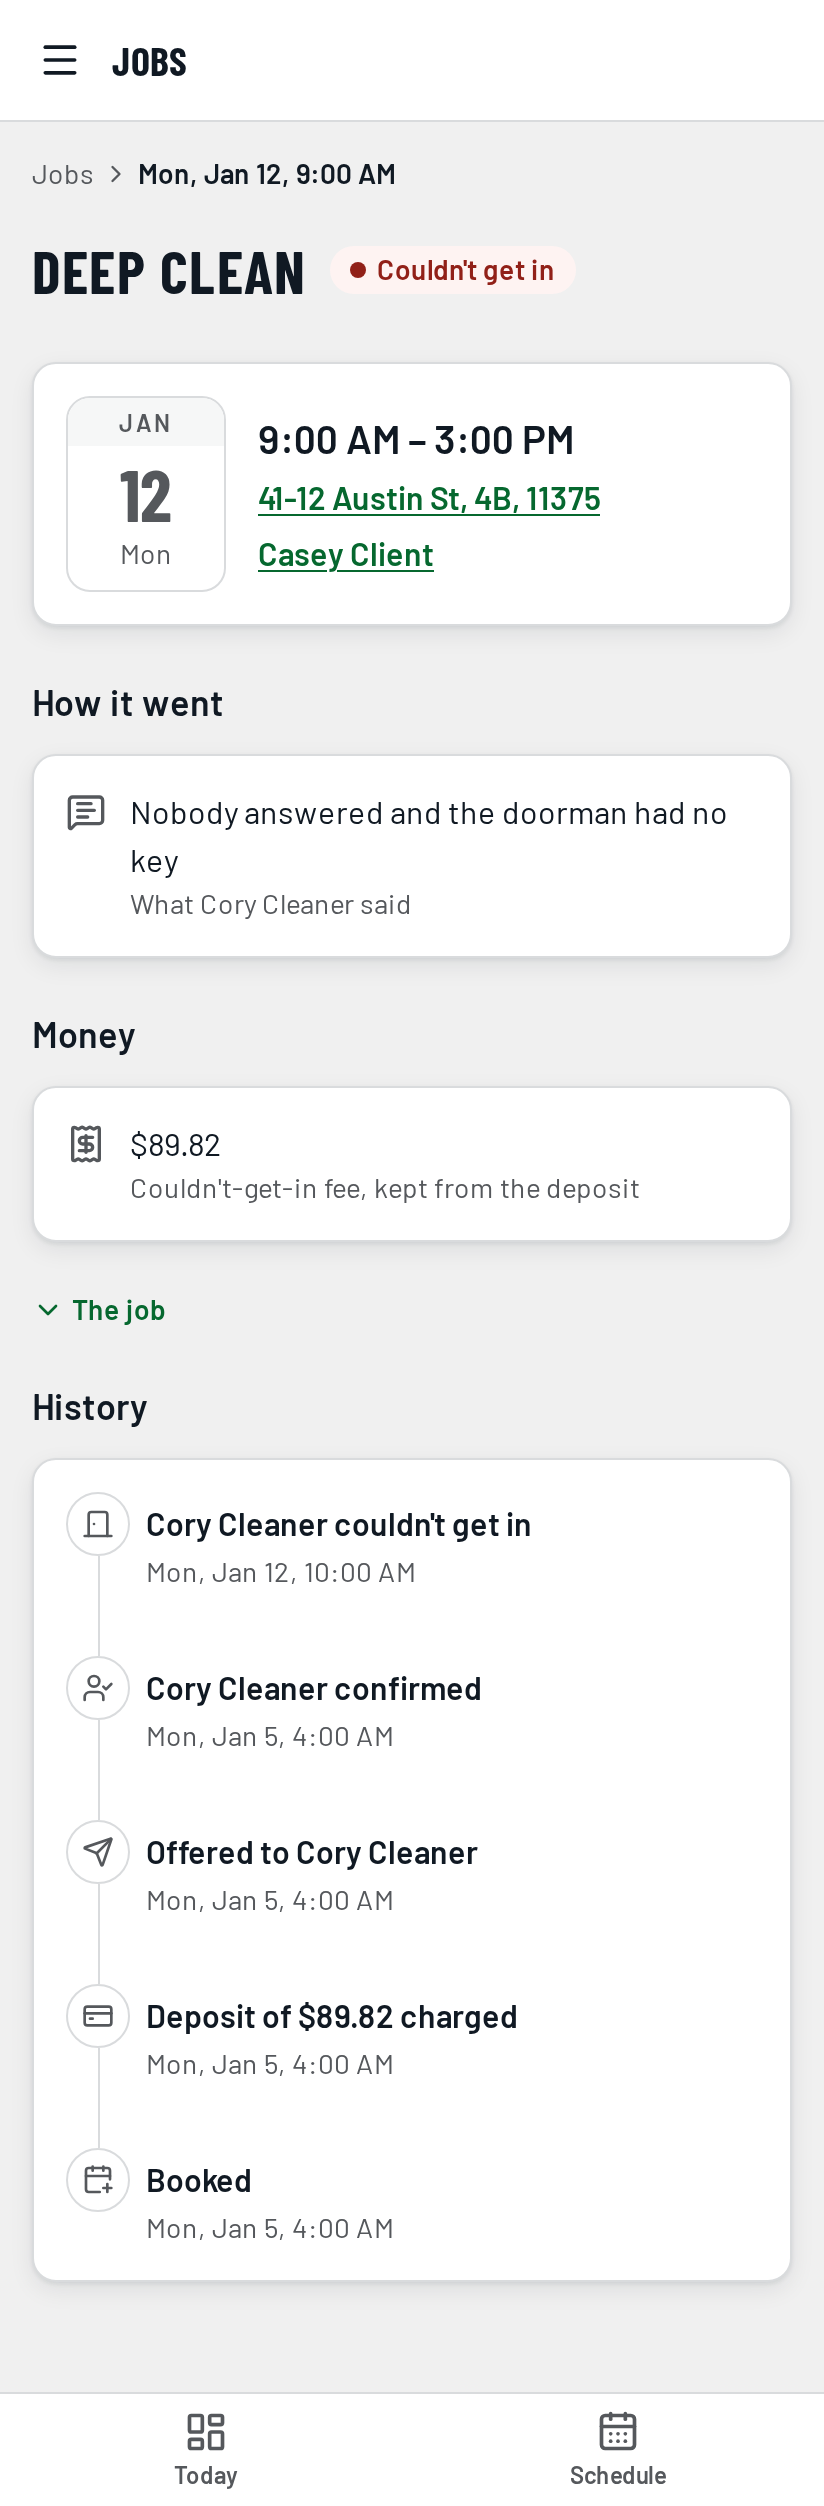 JOBS
Jobs > Mon, Jan 12, 9:00 AM
DEEP CLEAN
Couldn't get in
JAN
12
Mon
9:00 AM – 3:00 PM
41-12 Austin St, 4B, 11375
Casey Client
How it went
Nobody answered and the doorman had no
key
What Cory Cleaner said
Money
$89.82
Couldn't-get-in fee, kept from the deposit
The job
History
Cory Cleaner couldn't get in
Mon, Jan 12, 10:00 AM
Cory Cleaner confirmed
Mon, Jan 5, 4:00 AM
Offered to Cory Cleaner
Mon, Jan 5, 4:00 AM
Deposit of $89.82 charged
Mon, Jan 5, 4:00 AM
Booked
Mon, Jan 5, 4:00 AM
Today
Schedule